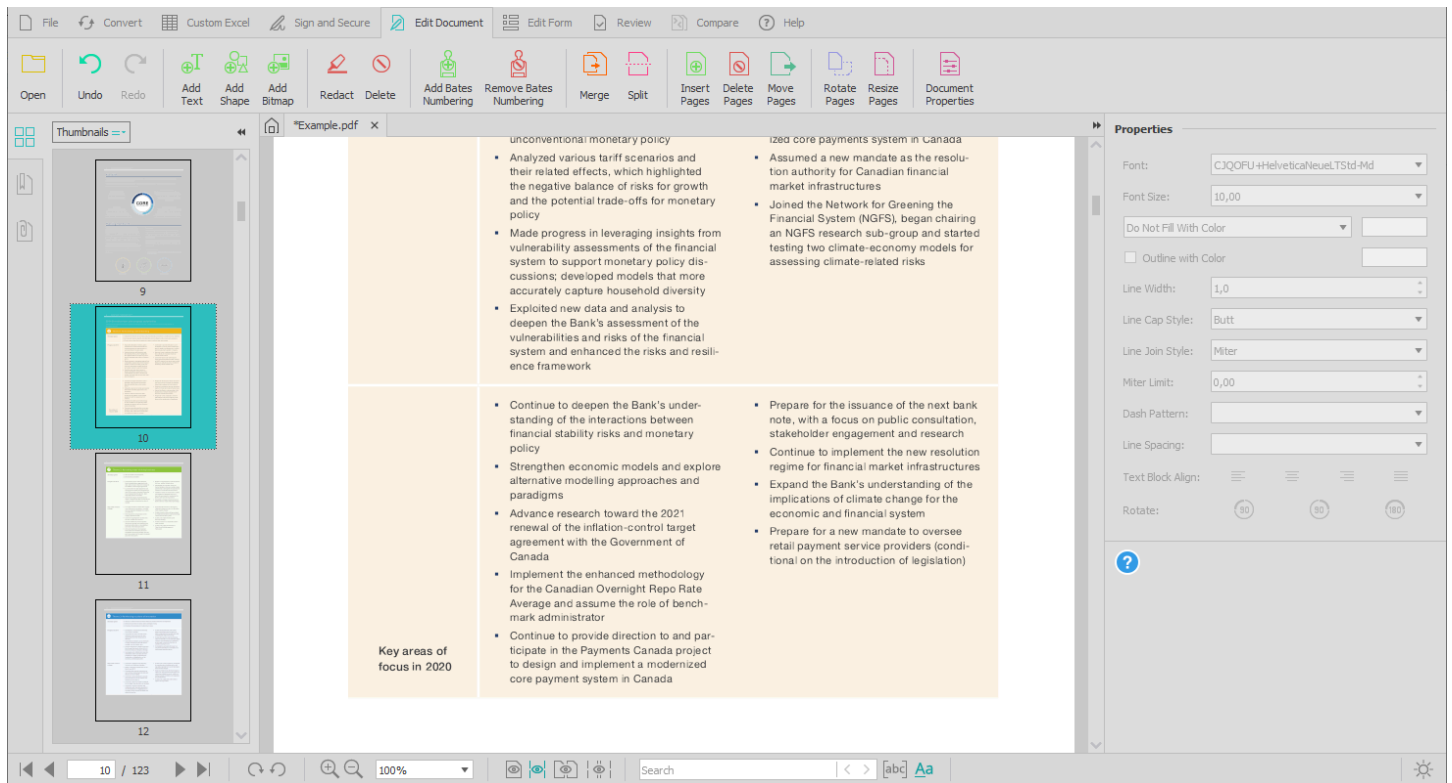 File Convert Custom Excel Sign and Secure Edit Document Edit Form Review Compare Help
Open Undo Redo Add Text Add Shape Add Bitmap Redact Delete Add Bates Numbering Remove Bates Numbering Merge Split Insert Pages Delete Pages Move Pages Rotate Pages Resize Pages Document Properties
Thumbnails
9
10
11
12
*Example.pdf
unconventional monetary policy
Analyzed various tariff scenarios and
their related effects, which highlighted
the negative balance of risks for growth
and the potential trade-offs for monetary
policy
Made progress in leveraging insights from
vulnerability assessments of the financial
system to support monetary policy dis-
cussions; developed models that more
accurately capture household diversity
Exploited new data and analysis to
deepen the Bank's assessment of the
vulnerabilities and risks of the financial
system and enhanced the risks and resili-
ence framework
ized core payments system in Canada
Assumed a new mandate as the resolu-
tion authority for Canadian financial
market infrastructures
Joined the Network for Greening the
Financial System (NGFS), began chairing
an NGFS research sub-group and started
testing two climate-economy models for
assessing climate-related risks
Key areas of
focus in 2020
Continue to deepen the Bank's under-
standing of the interactions between
financial stability risks and monetary
policy
Strengthen economic models and explore
alternative modelling approaches and
paradigms
Advance research toward the 2021
renewal of the inflation-control target
agreement with the Government of
Canada
Implement the enhanced methodology
for the Canadian Overnight Repo Rate
Average and assume the role of bench-
mark administrator
Continue to provide direction to and par-
ticipate in the Payments Canada project
to design and implement a modernized
core payment system in Canada
Prepare for the issuance of the next bank
note, with a focus on public consultation,
stakeholder engagement and research
Continue to implement the new resolution
regime for financial market infrastructures
Expand the Bank's understanding of the
implications of climate change for the
economic and financial system
Prepare for a new mandate to oversee
retail payment service providers (condi-
tional on the introduction of legislation)
Properties
Font: CJQOFU+HelveticaNeueLTStd-Md
Font Size: 10,00
Do Not Fill With Color
Outline with Color
Line Width: 1,0
Line Cap Style: Butt
Line Join Style: Miter
Miter Limit: 0,00
Dash Pattern:
Line Spacing:
Text Block Align:
Rotate: 90 90 180
?
10 / 123 100% Search [abc] Aa